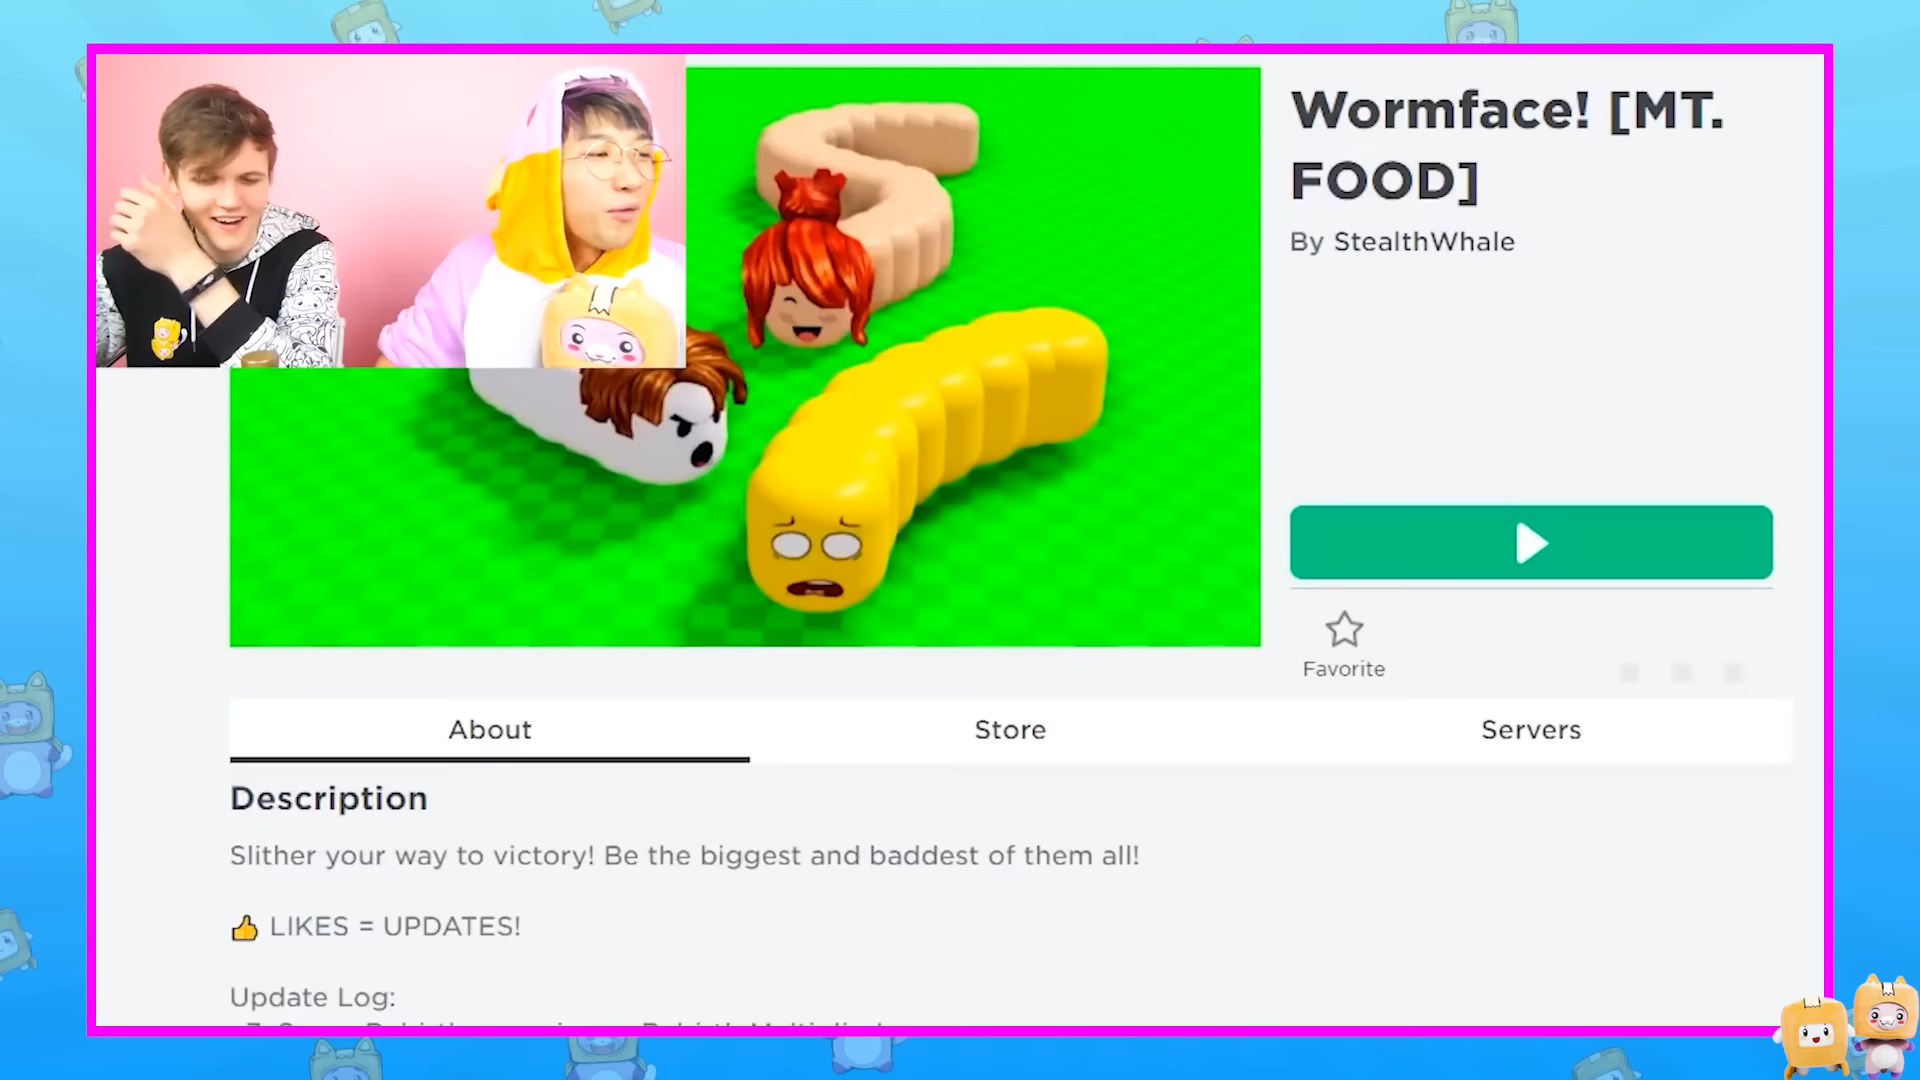 Wormface! [MT.
FOOD]
By StealthWhale
Favorite
About
Store
Servers
Description
Slither your way to victory! Be the biggest and baddest of them all!
👍 LIKES = UPDATES!
Update Log: